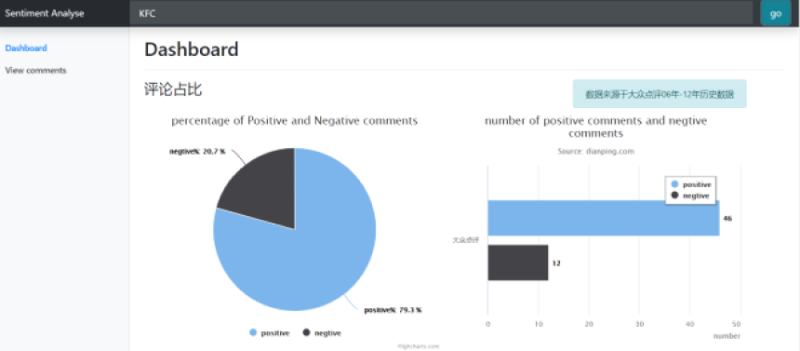 Sentiment Analyse
KFC
go
Dashboard
View comments
Dashboard
评论占比
数据来源于大众点评06年-12年历史数据
percentage of Positive and Negative comments
negtive%: 20.7 %
positive%: 79.3 %
positive negtive
Highcharts.com
number of positive comments and negtive
comments
Source: dianping.com
positive
negtive
大众点评
46
12
0 10 20 30 40 50
number